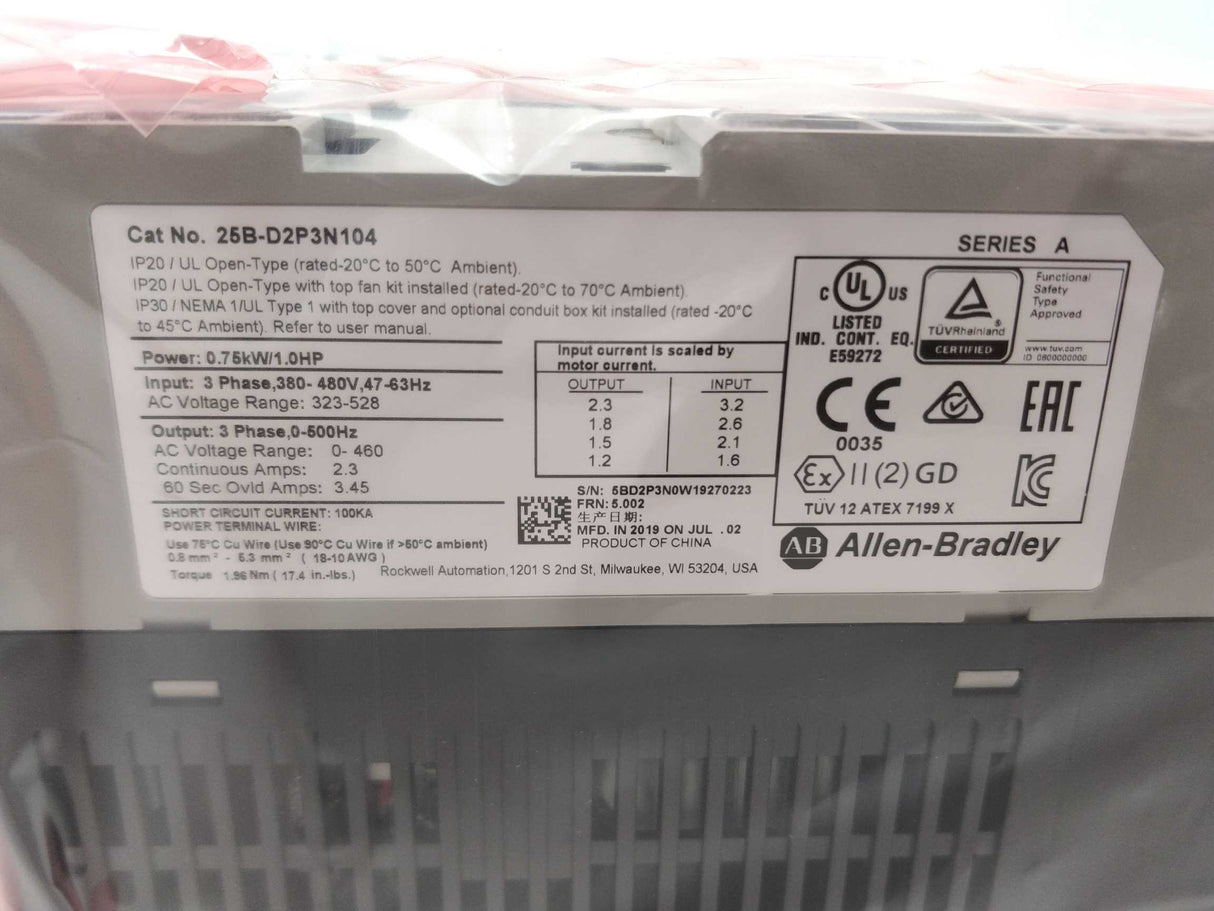 Cat No. 25B-D2P3N104
IP20 / UL Open-Type (rated-20°C to 50°C Ambient).
IP20 / UL Open-Type with top fan kit installed (rated-20°C to 70°C Ambient).
IP30 / NEMA 1/UL Type 1 with top cover and optional conduit box kit installed (rated -20°C
to 45°C Ambient). Refer to user manual.
Power: 0.75kW/1.0HP
Input: 3 Phase,380- 480V,47-63Hz
AC Voltage Range: 323-528
Output: 3 Phase,0-500Hz
AC Voltage Range: 0- 460
Continuous Amps: 2.3
60 Sec Ovld Amps: 3.45
SHORT CIRCUIT CURRENT: 100KA
POWER TERMINAL WIRE:
Use 75°C Cu Wire (Use 90°C Cu Wire if >50°C ambient)
0.8 mm² - 5.3 mm² ( 18-10 AWG )
Torque 1.96 Nm ( 17.4 in.-lbs.)
Input current is scaled by
motor current.
OUTPUT INPUT
2.3 3.2
1.8 2.6
1.5 2.1
1.2 1.6
S/N: 5BD2P3N0W19270223
FRN: 5.002
生产日期:
MFD. IN 2019 ON JUL .02
PRODUCT OF CHINA
Rockwell Automation,1201 S 2nd St, Milwaukee, WI 53204, USA
SERIES A
C UL US
LISTED
IND. CONT. EQ.
E59272
TÜVRheinland®
CERTIFIED
Functional
Safety
Type
Approved
www.tuv.com
ID 0600000000
CE
0035
EAC
Ex II (2) GD
TÜV 12 ATEX 7199 X
AB Allen-Bradley